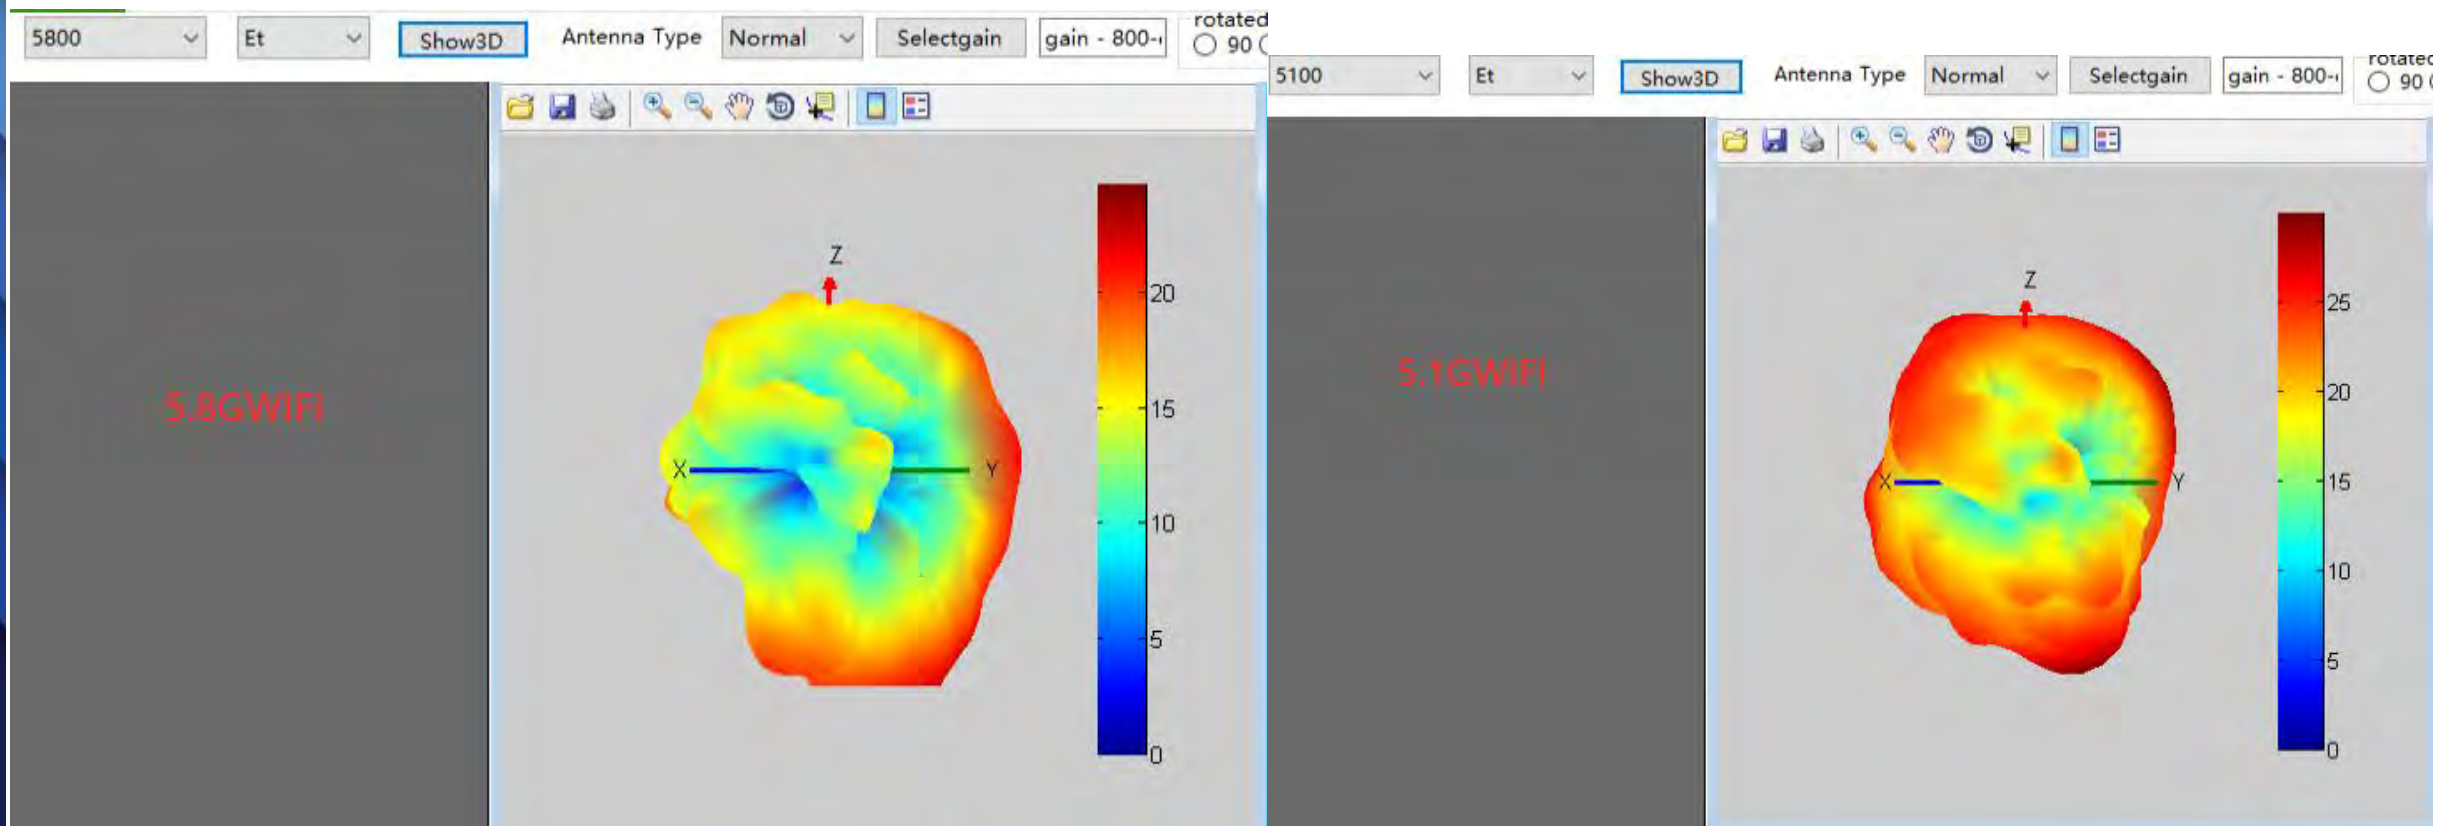 5800 Et Show3D Antenna Type Normal Selectgain gain - 800- rotated
90
5.8GWIFI
Z
X
Y
20
15
10
5
0
5100 Et Show3D Antenna Type Normal Selectgain gain - 800- rotated
90
5.1GWIFI
Z
X
Y
25
20
15
10
5
0